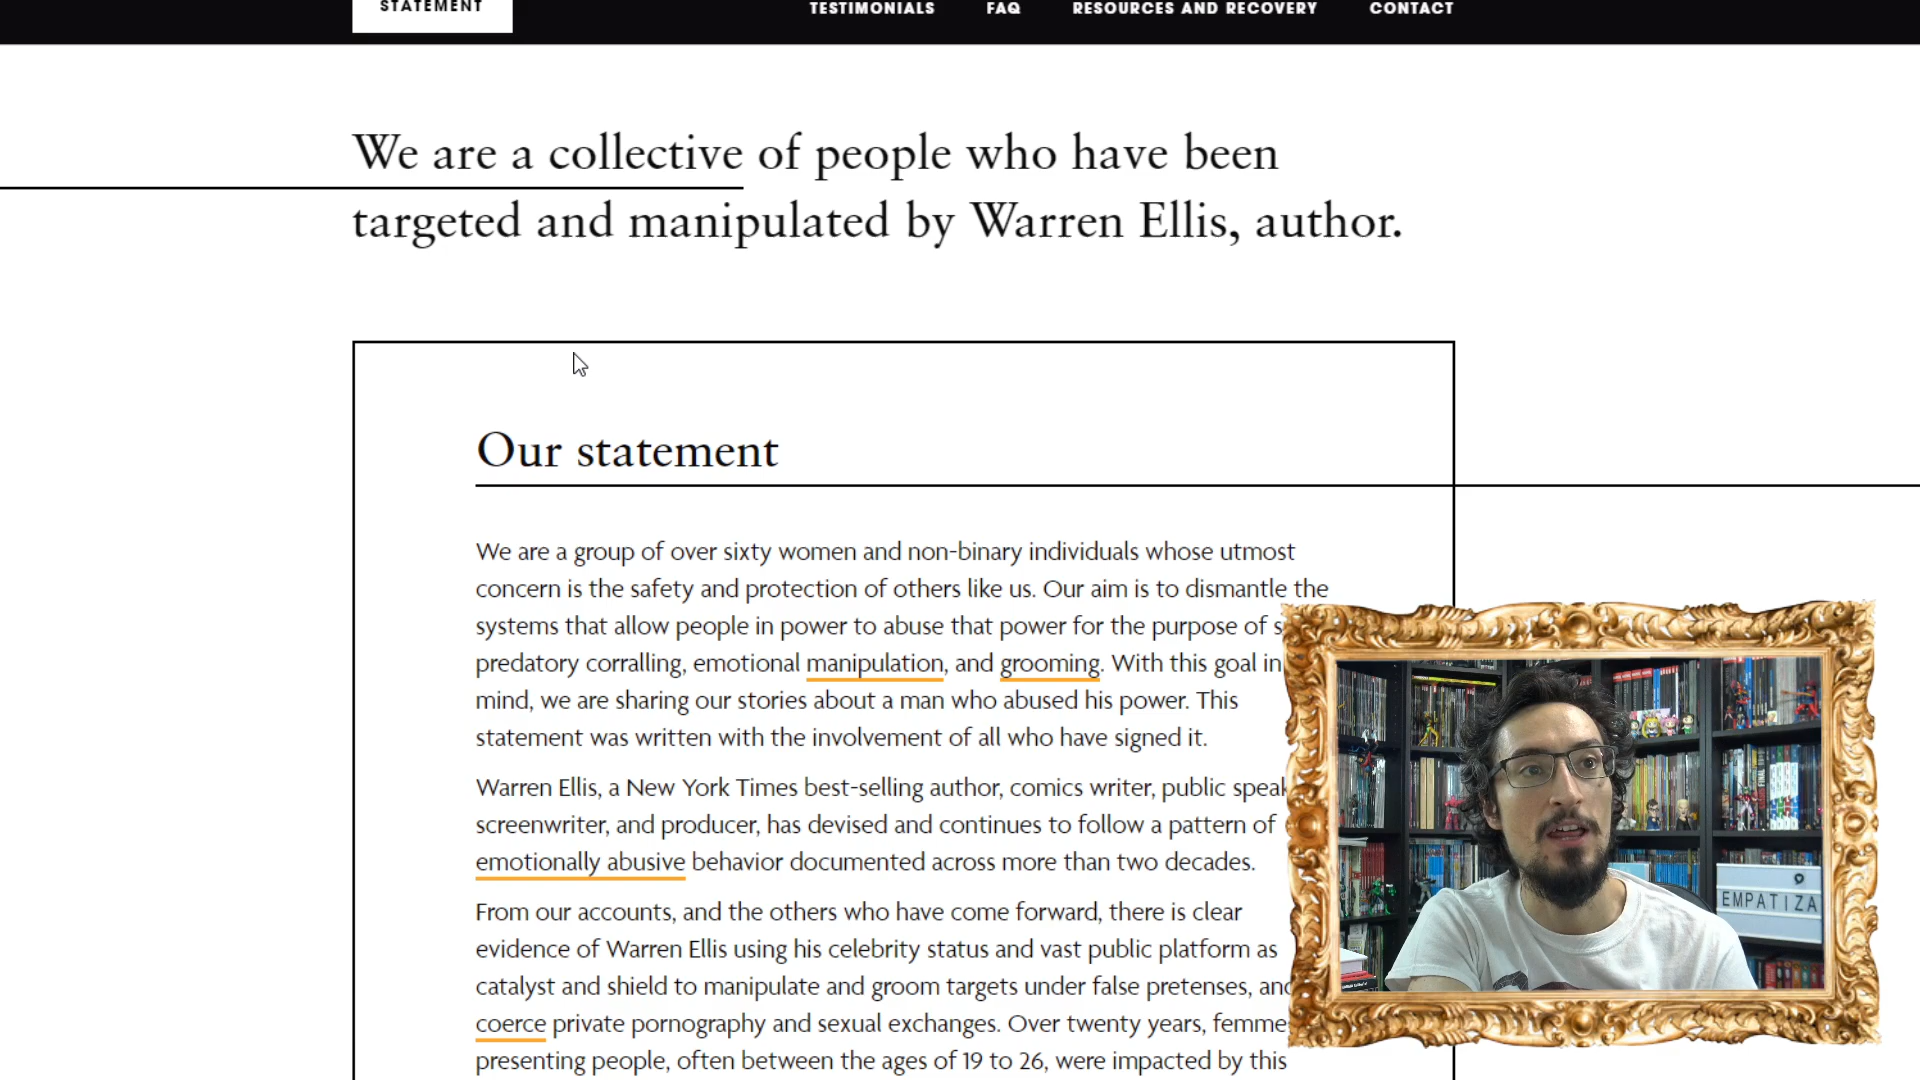 STATEMENT
TESTIMONIALS FAQ RESOURCES AND RECOVERY CONTACT
We are a collective of people who have been
targeted and manipulated by Warren Ellis, author.
Our statement
We are a group of over sixty women and non-binary individuals whose utmost
concern is the safety and protection of others like us. Our aim is to dismantle the
systems that allow people in power to abuse that power for the purpose of
predatory corralling, emotional manipulation, and grooming. With this goal in
mind, we are sharing our stories about a man who abused his power. This
statement was written with the involvement of all who have signed it.
Warren Ellis, a New York Times best-selling author, comics writer, public
screenwriter, and producer, has devised and continues to follow a pattern of
emotionally abusive behavior documented across more than two decades.
From our accounts, and the others who have come forward, there is clear
evidence of Warren Ellis using his celebrity status and vast public platform as
catalyst and shield to manipulate and groom targets under false pretenses, and
coerce private pornography and sexual exchanges. Over twenty years, femme
presenting people, often between the ages of 19 to 26, were impacted by this
EMPATIZA